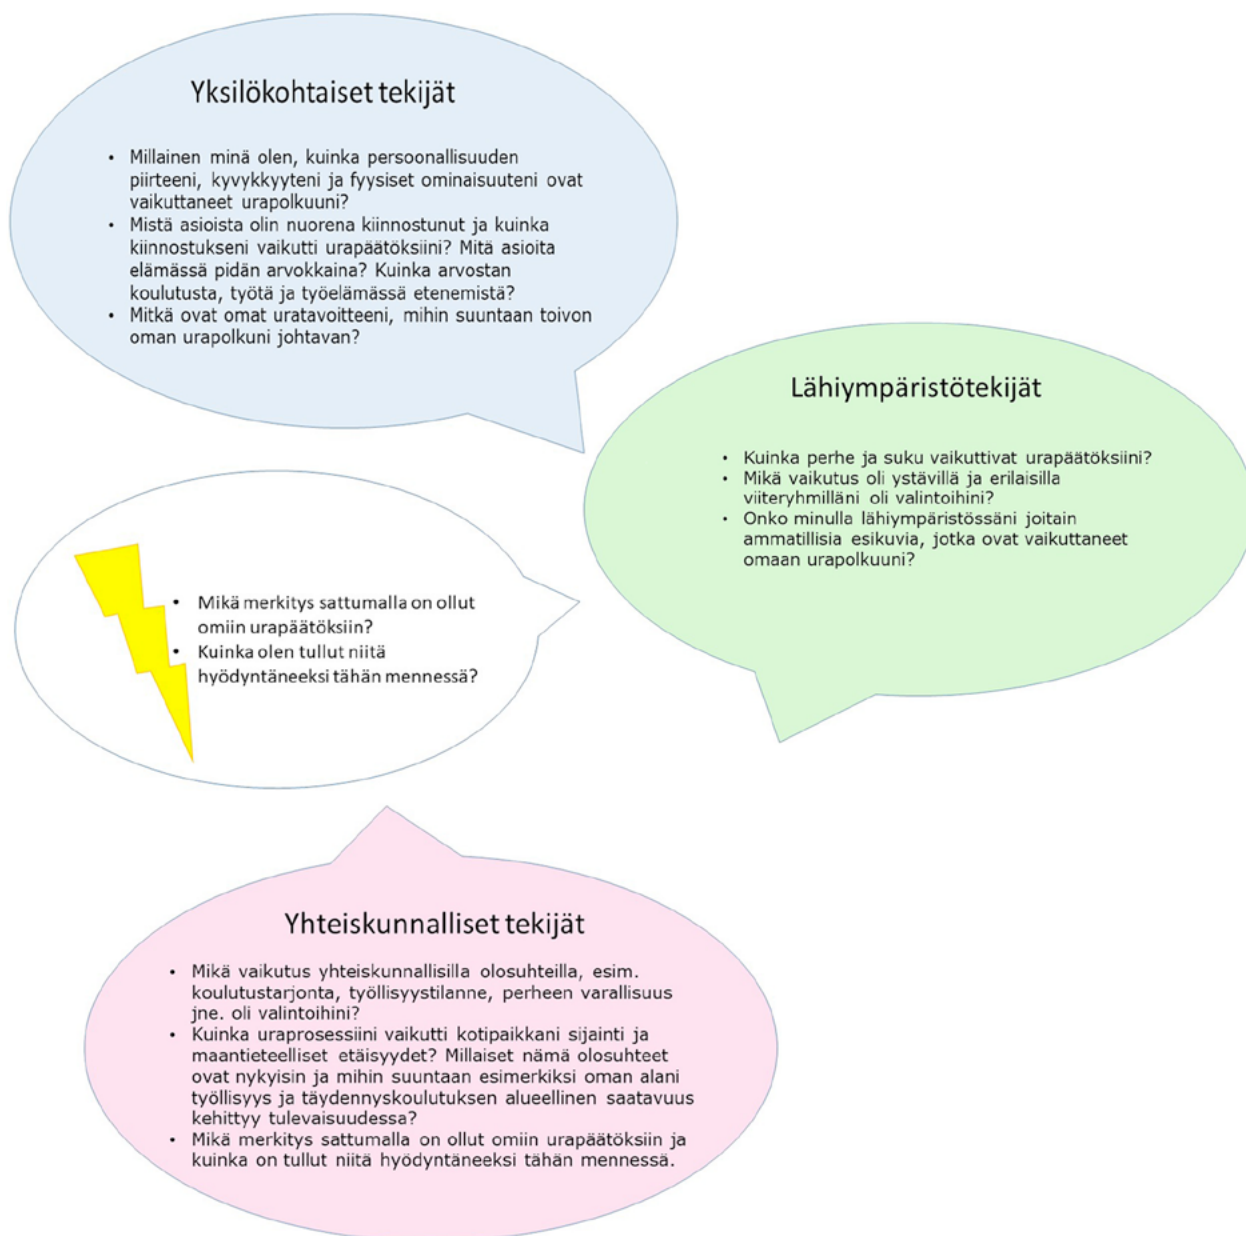 Yksilökohtaiset tekijät
• Millainen minä olen, kuinka persoonallisuuden
piirteeni, kyvykkyyteni ja fyysiset ominaisuuteni ovat
vaikuttaneet urapolkuuni?
• Mistä asioista olin nuorena kiinnostunut ja kuinka
kiinnostukseni vaikutti urapäätöksiini? Mitä asioita
elämässä pidän arvokkaina? Kuinka arvostan
koulutusta, työtä ja työelämässä etenemistä?
• Mitkä ovat omat uratavoitteeni, mihin suuntaan toivon
oman urapolkuni johtavan?
Lähiympäristötekijät
• Kuinka perhe ja suku vaikuttivat urapäätöksiini?
• Mikä vaikutus oli ystävillä ja erilaisilla
viiteryhmilläni oli valintoihini?
• Onko minulla lähiympäristössäni joitain
ammatillisia esikuvia, jotka ovat vaikuttaneet
omaan urapolkuuni?
• Mikä merkitys sattumalla on ollut
omiin urapäätöksiin?
• Kuinka olen tullut niitä
hyödyntäneeksi tähän mennessä?
Yhteiskunnalliset tekijät
• Mikä vaikutus yhteiskunnallisilla olosuhteilla, esim.
koulutustarjonta, työllisyystilanne, perheen varallisuus
jne. oli valintoihini?
• Kuinka uraprosessiini vaikutti kotipaikkani sijainti ja
maantieteelliset etäisyydet? Millaiset nämä olosuhteet
ovat nykyisin ja mihin suuntaan esimerkiksi oman alani
työllisyys ja täydennyskoulutuksen alueellinen saatavuus
kehittyy tulevaisuudessa?
• Mikä merkitys sattumalla on ollut omiin urapäätöksiin ja
kuinka on tullut niitä hyödyntäneeksi tähän mennessä.